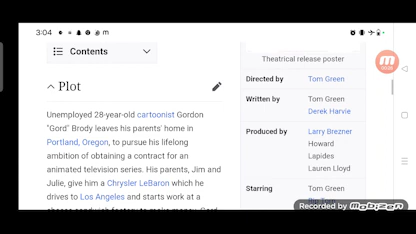 3:04
m
Contents
Theatrical release poster
Plot
Directed by Tom Green
Written by Tom Green
Derek Harvie
Produced by Larry Brezner
Howard
Lapides
Lauren Lloyd
Starring Tom Green
Unemployed 28-year-old cartoonist Gordon
"Gord" Brody leaves his parents' home in
Portland, Oregon, to pursue his lifelong
ambition of obtaining a contract for an
animated television series. His parents, Jim and
Julie, give him a Chrysler LeBaron which he
drives to Los Angeles and starts work at a
Recorded by mobizen